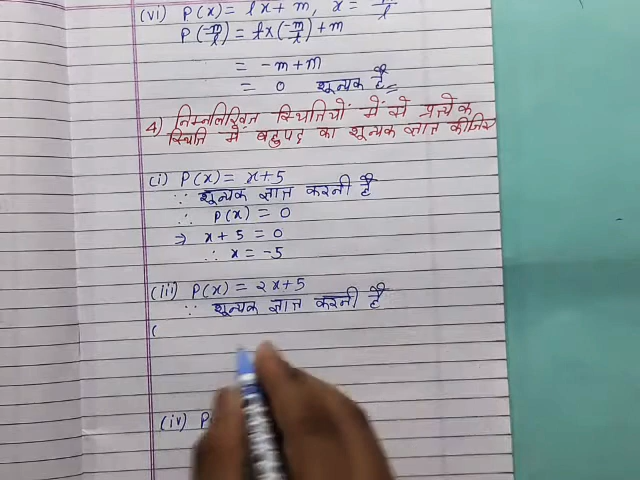 (vi) P(x) = lx + m, x = -m/l
P(-m/l) = l×(-m/l) + m
= -m + m
= 0 शून्यक है
4) निम्नलिखित स्थितियों में से प्रत्येक
स्थिति में बहुपद का शून्यक ज्ञात कीजिए
(i) P(x) = x + 5
∵ शून्यक ज्ञात करनी है
∴ P(x) = 0
⇒ x + 5 = 0
∴ x = -5
(iii) P(x) = 2x + 5
∵ शून्यक ज्ञात करनी है
(
(iv) P